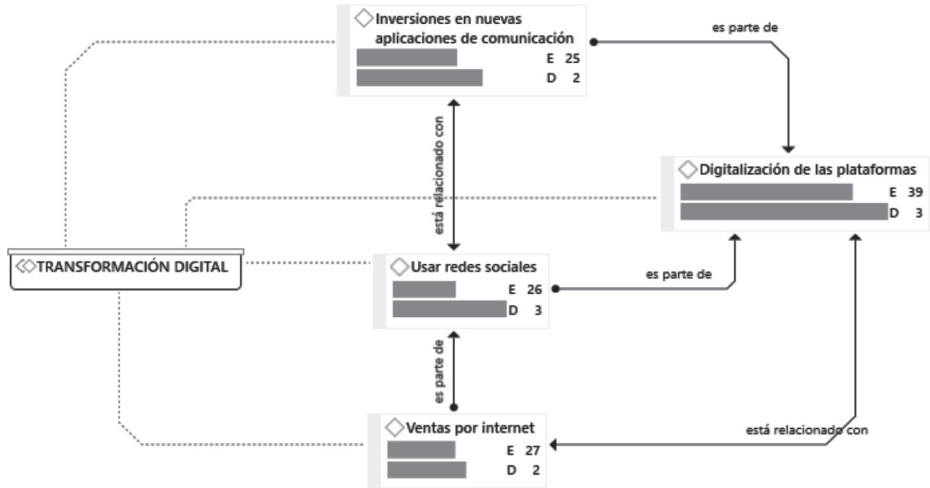 Inversiones en nuevas
aplicaciones de comunicación
E 25
D 2
es parte de
está relacionado con
Digitalización de las plataformas
E 39
D 3
TRANSFORMACIÓN DIGITAL
Usar redes sociales
E 26
D 3
es parte de
es parte de
Ventas por internet
E 27
D 2
está relacionado con